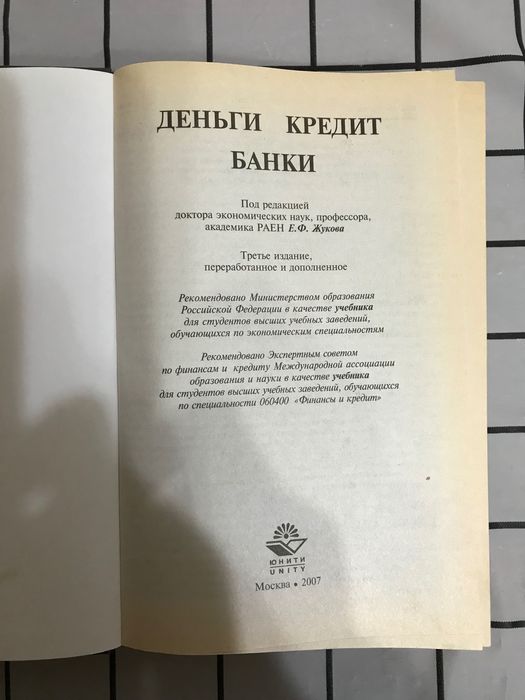 ДЕНЬГИ КРЕДИТ
БАНКИ
Под редакцией
доктора экономических наук, профессора,
академика РАЕН Е.Ф. Жукова
Третье издание,
переработанное и дополненное
Рекомендовано Министерством образования
Российской Федерации в качестве учебника
для студентов высших учебных заведений,
обучающихся по экономическим специальностям
Рекомендовано Экспертным советом
по финансам и кредиту Международной ассоциации
образования и науки в качестве учебника
для студентов высших учебных заведений, обучающихся
по специальности 060400 «Финансы и кредит»
ЮНИТИ
UNITY
Москва • 2007